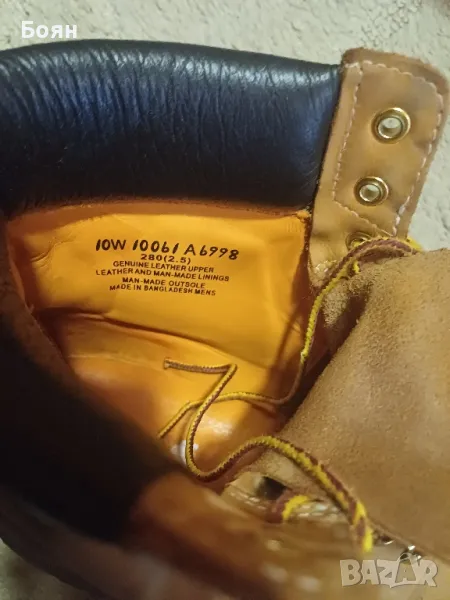 Боян
10W 10061 A6998
280(2.5)
GENUINE LEATHER UPPER
LEATHER AND MAN-MADE LININGS
MAN-MADE OUTSOLE
MADE IN BANGLADESH MENS
BAZAR